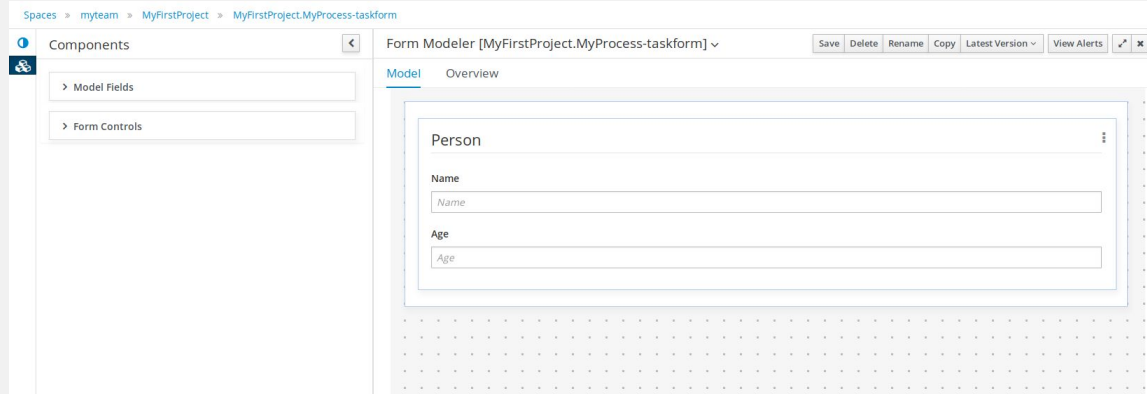 Spaces » myteam » MyFirstProject » MyFirstProject.MyProcess-taskform
Components
Form Modeler [MyFirstProject.MyProcess-taskform]
Save Delete Rename Copy Latest Version View Alerts
Model Overview
Model Fields
Form Controls
Person
Name
Name
Age
Age